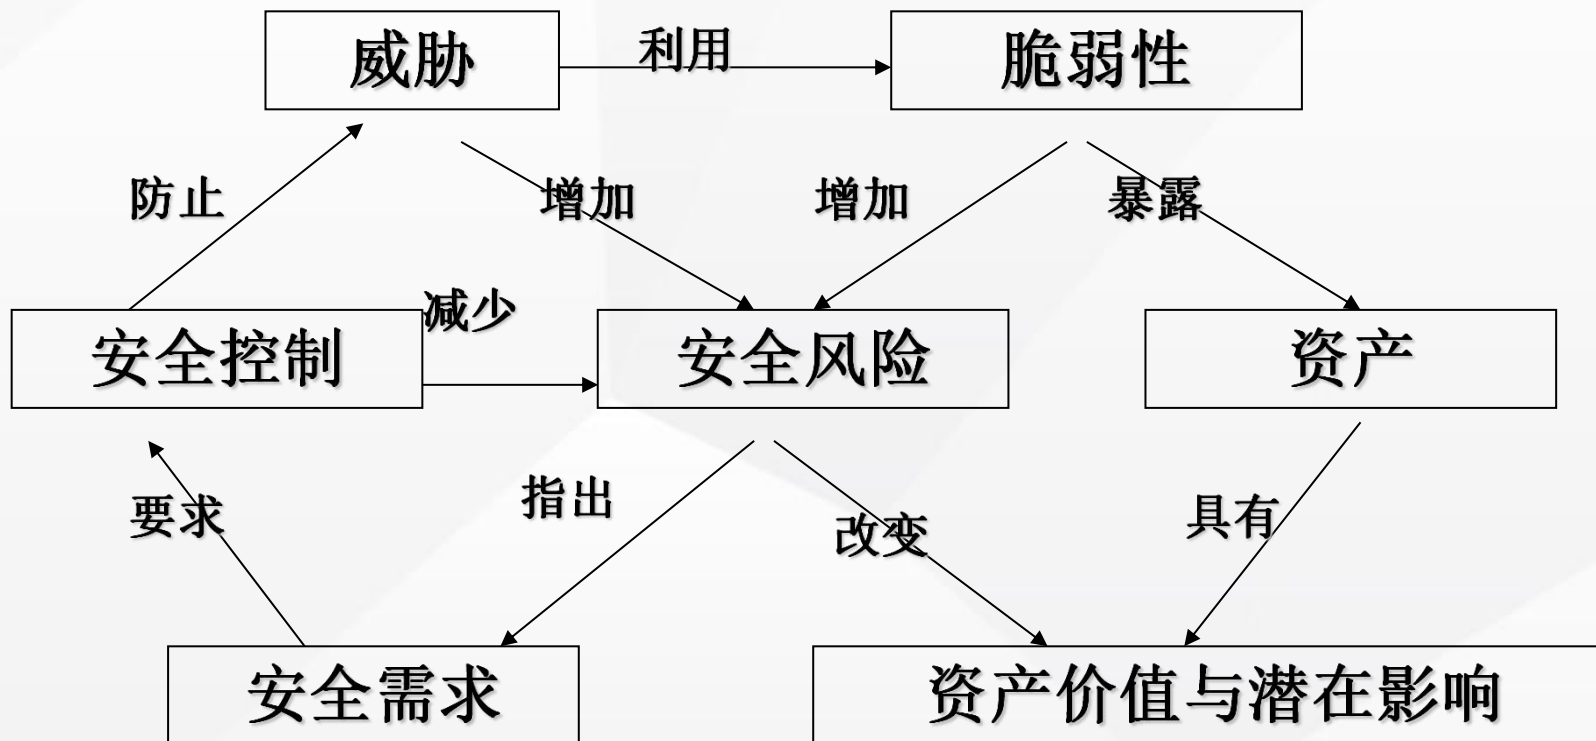 威胁
利用
脆弱性
防止
增加
增加
暴露
减少
安全控制
安全风险
资产
要求
指出
改变
具有
安全需求
资产价值与潜在影响